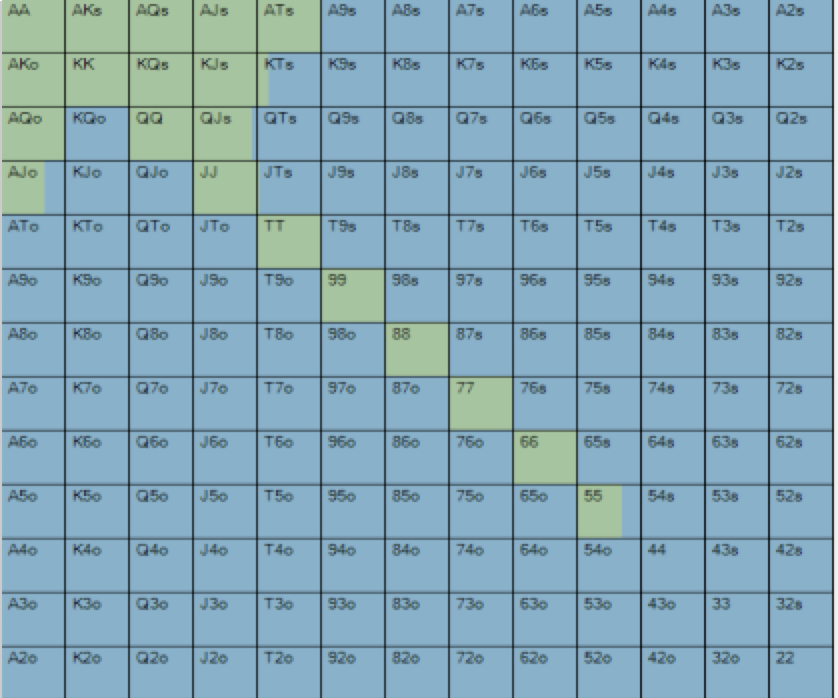 AA AKs AQs AJs ATs A9s A8s A7s A6s A5s A4s A3s A2s
AKo KK KQs KJs KTs K9s K8s K7s K6s K5s K4s K3s K2s
AQo KQo QQ QJs QTs Q9s Q8s Q7s Q6s Q5s Q4s Q3s Q2s
AJo KJo QJo JJ JTs J9s J8s J7s J6s J5s J4s J3s J2s
ATo KTo QTo JTo TT T9s T8s T7s T6s T5s T4s T3s T2s
A9o K9o Q9o J9o T9o 99 98s 97s 96s 95s 94s 93s 92s
A8o K8o Q8o J8o T8o 98o 88 87s 86s 85s 84s 83s 82s
A7o K7o Q7o J7o T7o 97o 87o 77 76s 75s 74s 73s 72s
A6o K6o Q6o J6o T6o 96o 86o 76o 66 65s 64s 63s 62s
A5o K5o Q5o J5o T5o 95o 85o 75o 65o 55 54s 53s 52s
A4o K4o Q4o J4o T4o 94o 84o 74o 64o 54o 44 43s 42s
A3o K3o Q3o J3o T3o 93o 83o 73o 63o 53o 43o 33 32s
A2o K2o Q2o J2o T2o 92o 82o 72o 62o 52o 42o 32o 22